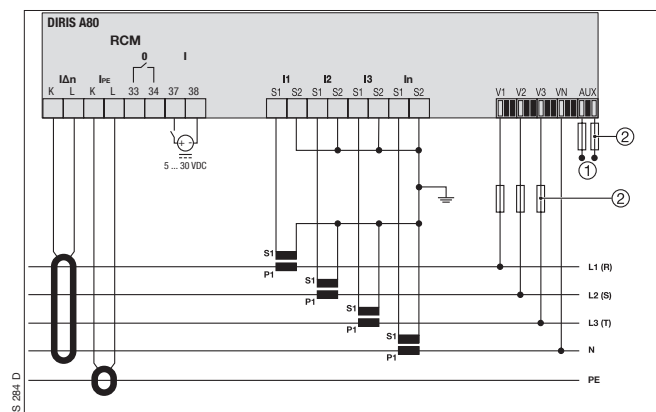 DIRIS A80
RCM
0 I
IΔn IPE I1 I2 I3 In
K L K L 33 34 37 38 S1 S2 S1 S2 S1 S2 S1 S2 V1 V2 V3 VN AUX
5 ... 30 VDC
2
1
2
S1
P1
L1 (R)
S1
P1
L2 (S)
S1
P1
L3 (T)
S1
P1
N
PE
S 284 D